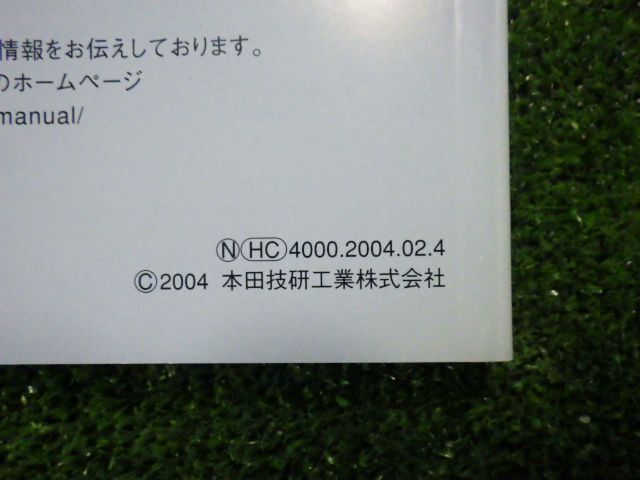 情報をお伝えしております。
のホームページ
manual/
ⓃHC4000.2004.02.4
©2004 本田技研工業株式会社